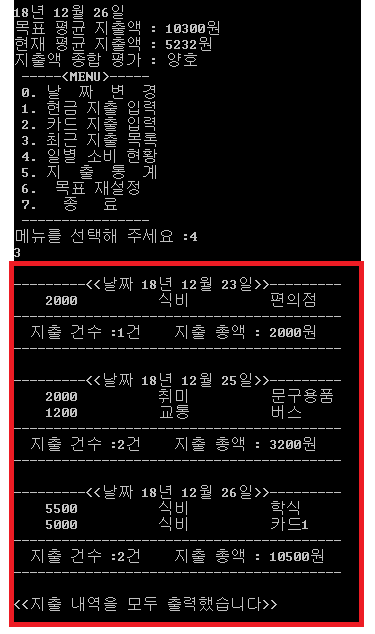 18년 12월 26일
목표 평균 지출액 : 10300원
현재 평균 지출액 : 5232원
지출액 종합 평가 : 양호
-----<MENU>-----
0. 날 짜 변 경
1. 현금 지출 입력
2. 카드 지출 입력
3. 최근 지출 목록
4. 일별 소비 현황
5. 지 출 통 계
6. 목표 재설정
7. 종 료
----------------
메뉴를 선택해 주세요 :4
3
---------<<날짜 18년 12월 23일>>---------
2000 식비 편의점
-----------------------------------------
지출 건수 :1건 지출 총액 : 2000원
-----------------------------------------
---------<<날짜 18년 12월 25일>>---------
2000 취미 문구용품
1200 교통 버스
-----------------------------------------
지출 건수 :2건 지출 총액 : 3200원
-----------------------------------------
---------<<날짜 18년 12월 26일>>---------
5500 식비 학식
5000 식비 카드1
-----------------------------------------
지출 건수 :2건 지출 총액 : 10500원
-----------------------------------------
<<지출 내역을 모두 출력했습니다>>